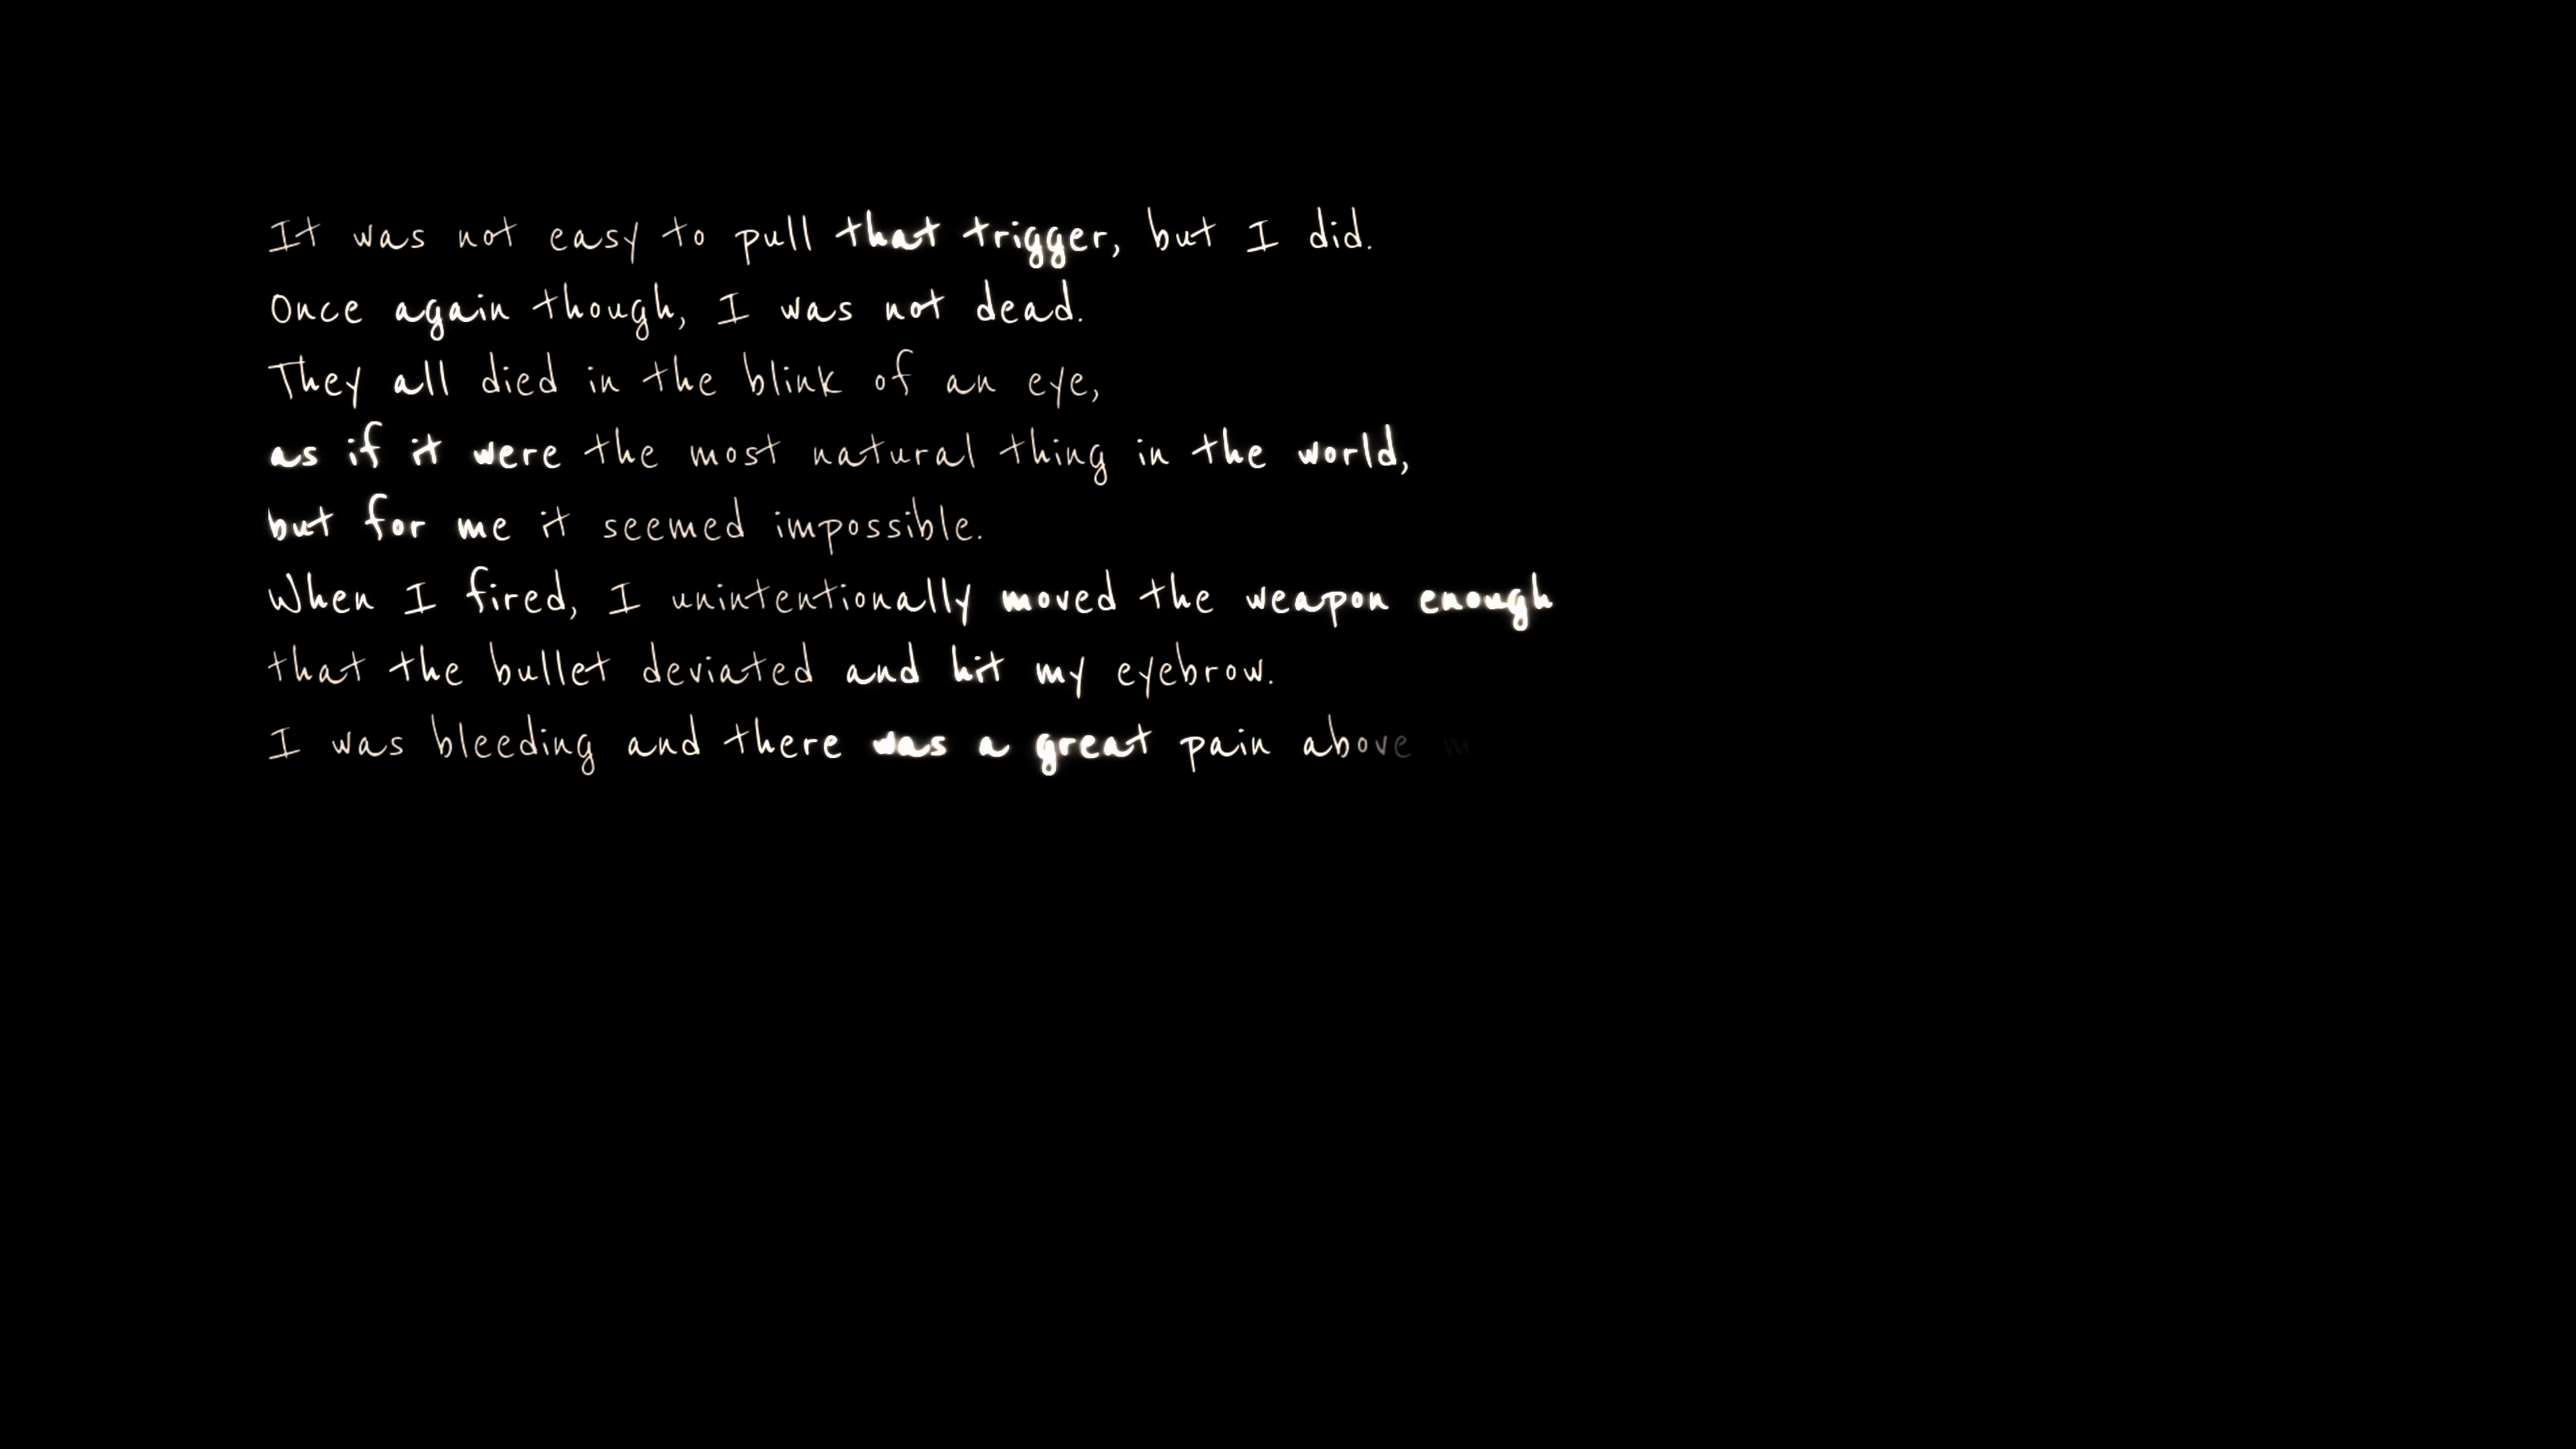 It was not easy to pull that trigger, but I did.
Once again though, I was not dead.
They all died in the blink of an eye,
as if it were the most natural thing in the world,
but for me it seemed impossible.
When I fired, I unintentionally moved the weapon enough
that the bullet deviated and hit my eyebrow.
I was bleeding and there was a great pain above